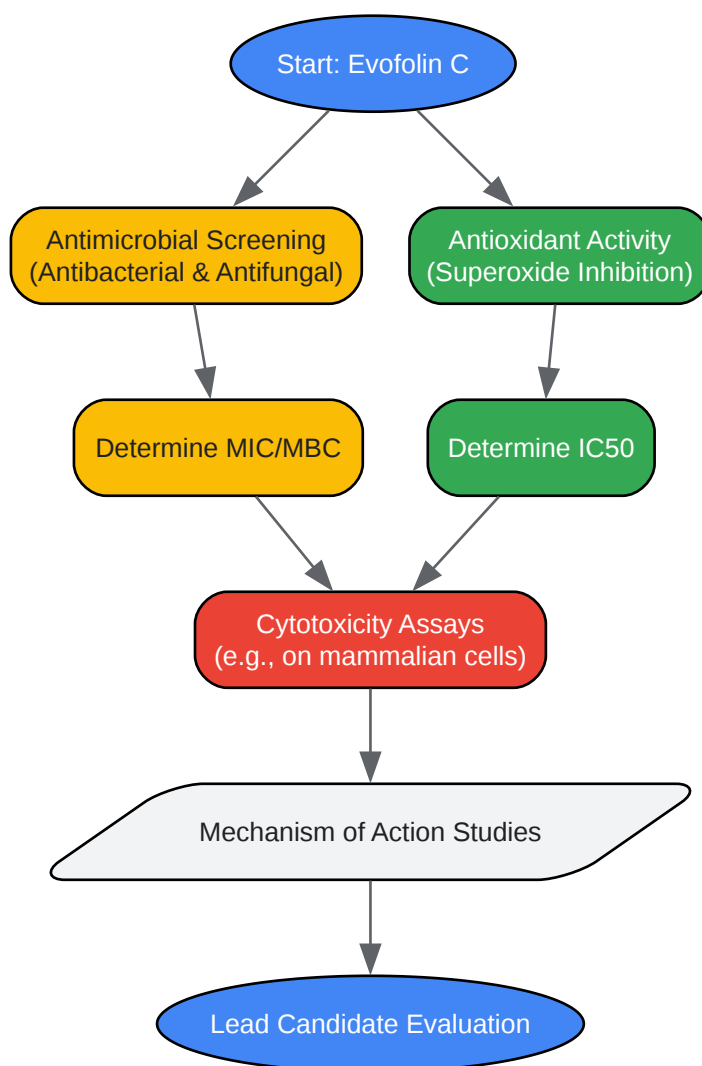 Start: Evofolin C
Antimicrobial Screening
(Antibacterial & Antifungal)
Antioxidant Activity
(Superoxide Inhibition)
Determine MIC/MBC
Determine IC50
Cytotoxicity Assays
(e.g., on mammalian cells)
Mechanism of Action Studies
Lead Candidate Evaluation